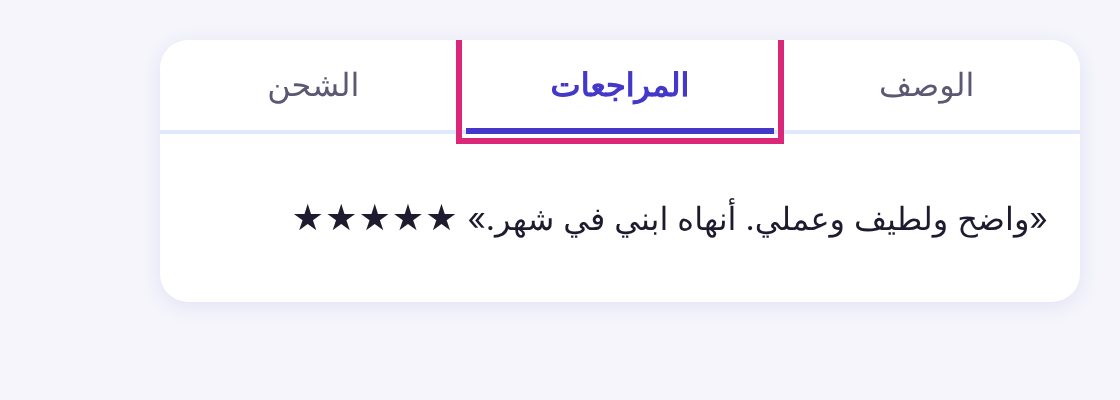 الوصف
المراجعات
الشحن
«واضح ولطيف وعملي. أنهاه ابني في شهر.» ★★★★★